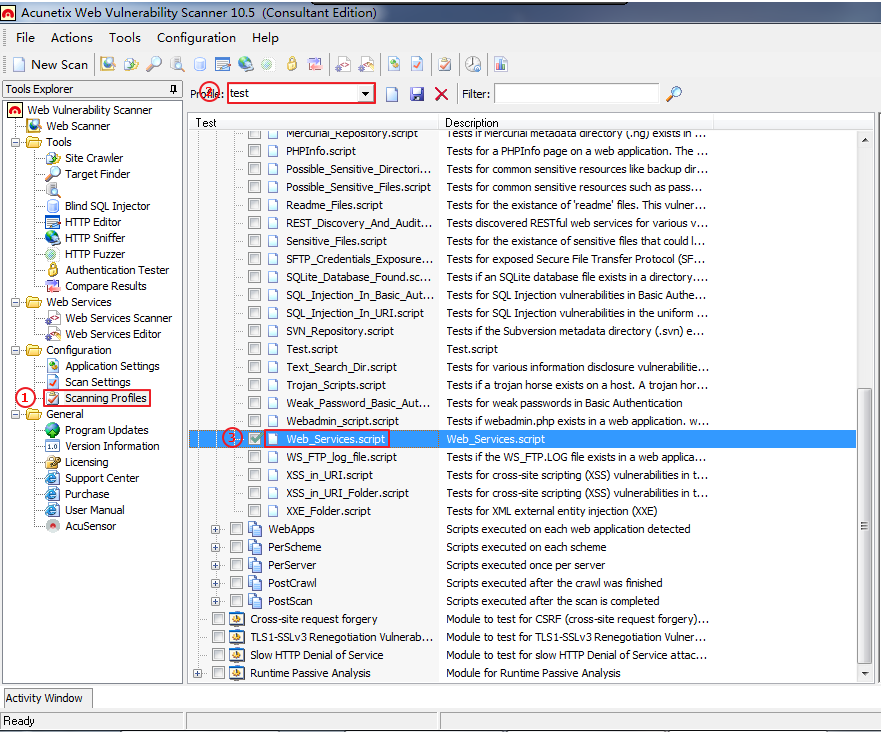 Acunetix Web Vulnerability Scanner 10.5 (Consultant Edition)
File Actions Tools Configuration Help
New Scan
Tools Explorer
Web Vulnerability Scanner
Web Scanner
Tools
Site Crawler
Target Finder
Blind SQL Injector
HTTP Editor
HTTP Sniffer
HTTP Fuzzer
Authentication Tester
Compare Results
Web Services
Web Services Scanner
Web Services Editor
Configuration
Application Settings
Scan Settings
1 Scanning Profiles
General
Program Updates
1.0 Version Information
Licensing
Support Center
Purchase
User Manual
AcuSensor
Profile: test Filter:
Test Description
Mercurial_Repository.script Tests if Mercurial metadata directory (.hg) exists in ...
PHPInfo.script Tests for a PHPInfo page on a web application. The ...
Possible_Sensitive_Directori... Tests for common sensitive resources like backup dir...
Possible_Sensitive_Files.script Tests for common sensitive resources such as pass...
Readme_Files.script Tests for the existance of 'readme' files. This vulner...
REST_Discovery_And_Audit... Tests discovered RESTful web services for various v...
Sensitive_Files.script Tests for the existance of sensitive files that could l...
SFTP_Credentials_Exposure... Tests for exposed Secure File Transfer Protocol (SF...
SQLite_Database_Found.sc... Tests if an SQLite database file exists in a directory....
SQL_Injection_In_Basic_Aut... Tests for SQL Injection vulnerabilities in Basic Authe...
SQL_Injection_In_URI.script Tests for SQL Injection vulnerabilities in the uniform ...
SVN_Repository.script Tests if the Subversion metadata directory (.svn) e...
Test.script Test.script
Text_Search_Dir.script Tests for various information disclosure vulnerabilitie...
Trojan_Scripts.script Tests if a trojan horse exists on a host. A trojan hor...
Weak_Password_Basic_Aut... Tests for weak passwords in Basic Authentication
Webadmin_script.script Tests if webadmin.php exists in a web application. w...
3 Web_Services.script Web_Services.script
WS_FTP_log_file.script Tests if the WS_FTP.LOG file exists in a web applica...
XSS_in_URI.script Tests for cross-site scripting (XSS) vulnerabilities in t...
XSS_in_URI_Folder.script Tests for cross-site scripting (XSS) vulnerabilities in t...
XXE_Folder.script Tests for XML external entity injection (XXE)
WebApps Scripts executed on each web application detected
PerScheme Scripts executed on each scheme
PerServer Scripts executed once per server
PostCrawl Scripts executed after the crawl was finished
PostScan Scripts executed after the scan is completed
Cross-site request forgery Module to test for CSRF (cross-site request forgery)...
TLS1-SSLv3 Renegotiation Vulnerab... Module to test for TLS1-SSLv3 Renegotiation Vulner...
Slow HTTP Denial of Service Module to test for slow HTTP Denial of Service attac...
Runtime Passive Analysis Module for Runtime Passive Analysis
Activity Window
Ready